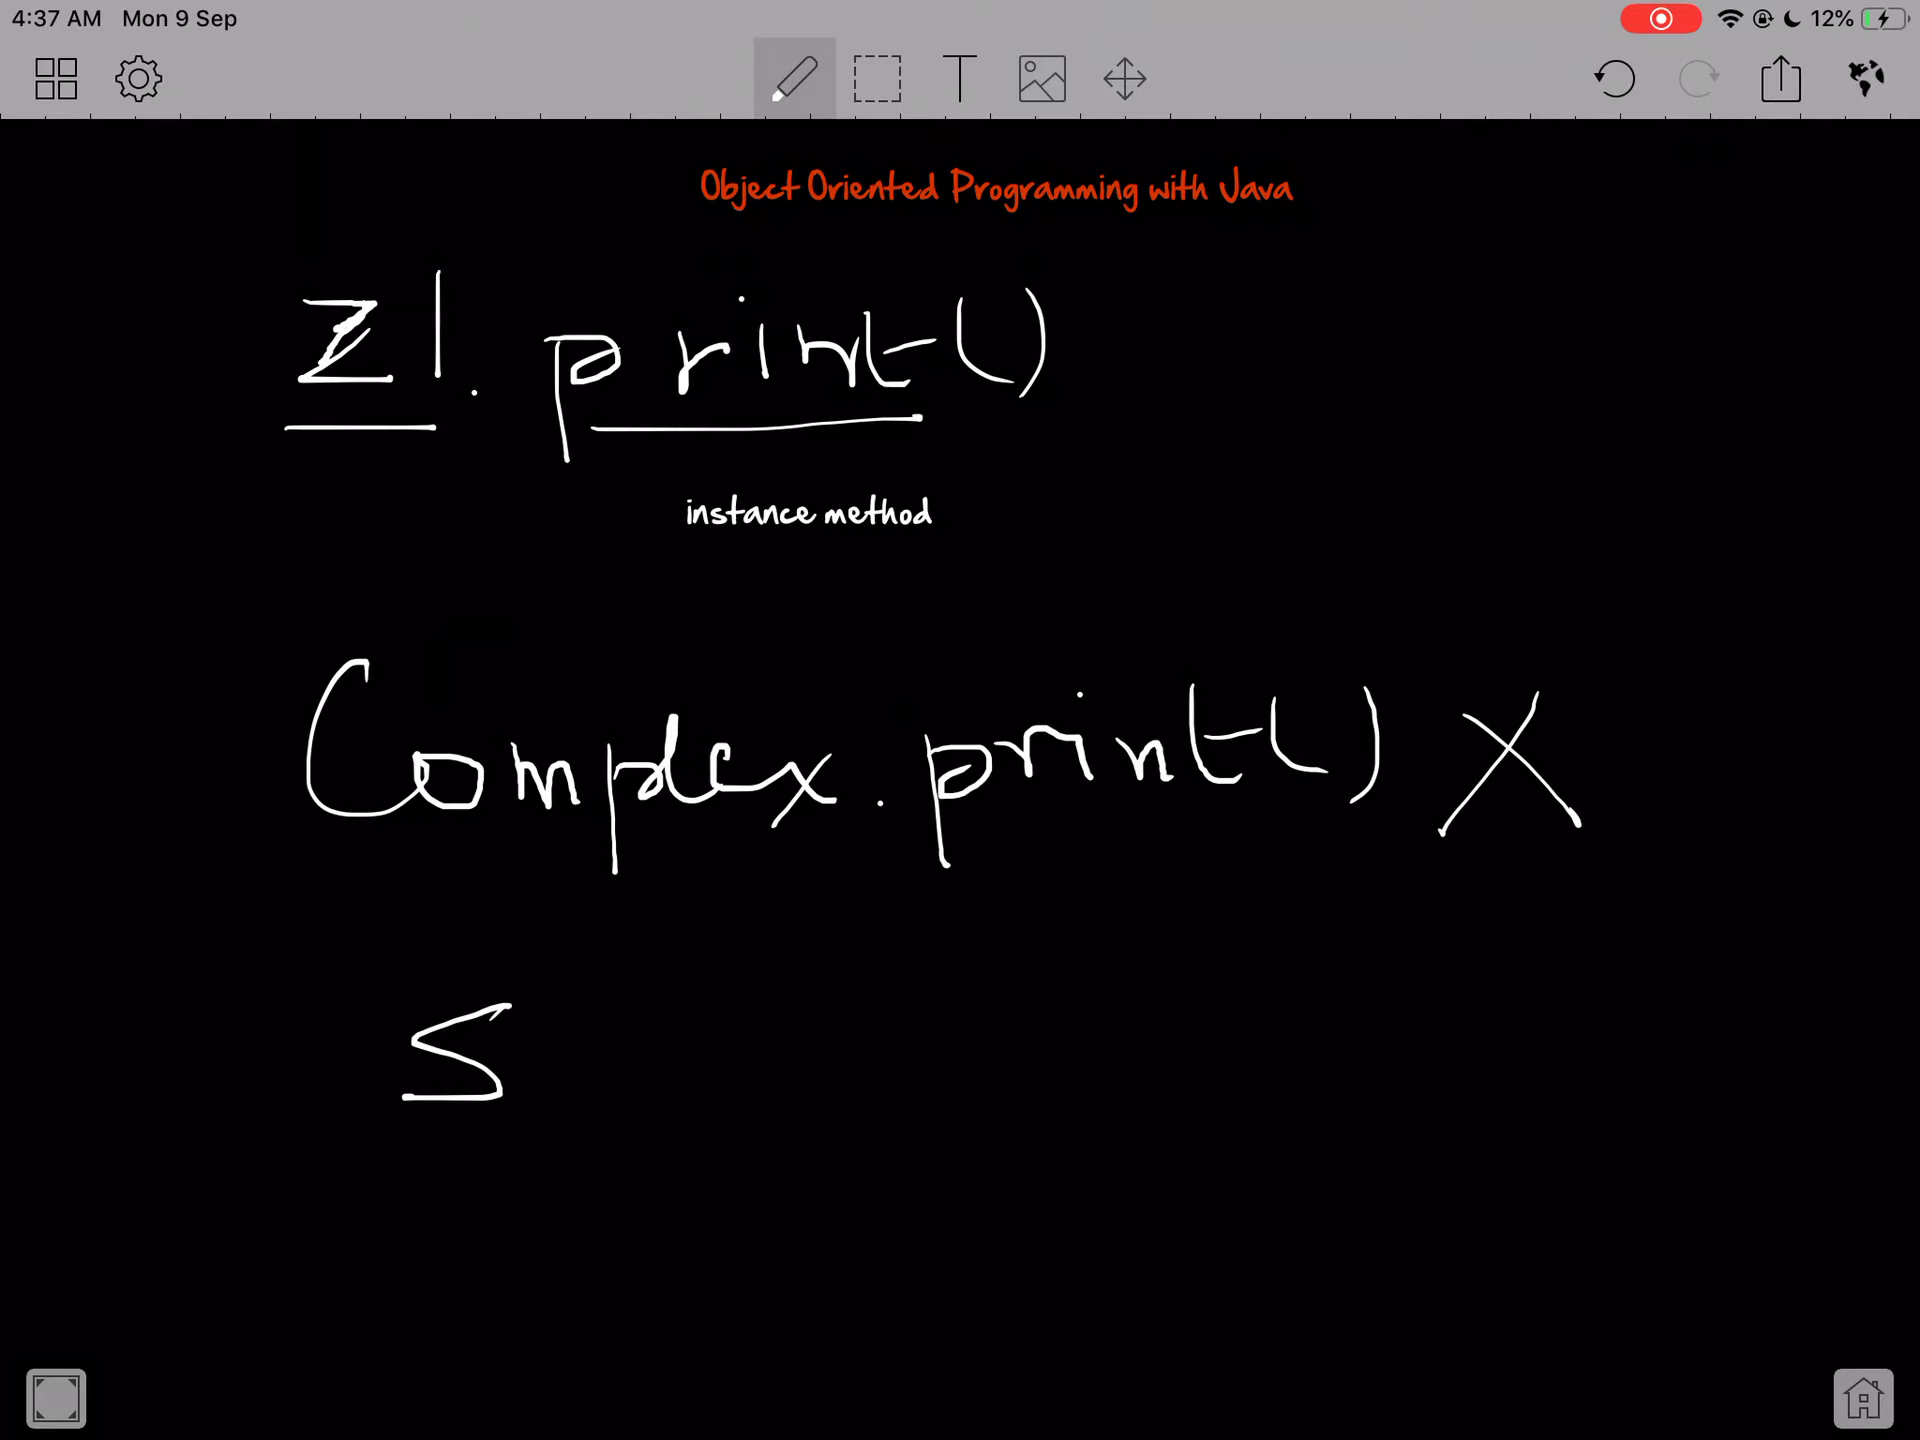 4:37 AM Mon 9 Sep 12%
Object Oriented Programming with Java
Z1. print()
instance method
Complex.print() X
S